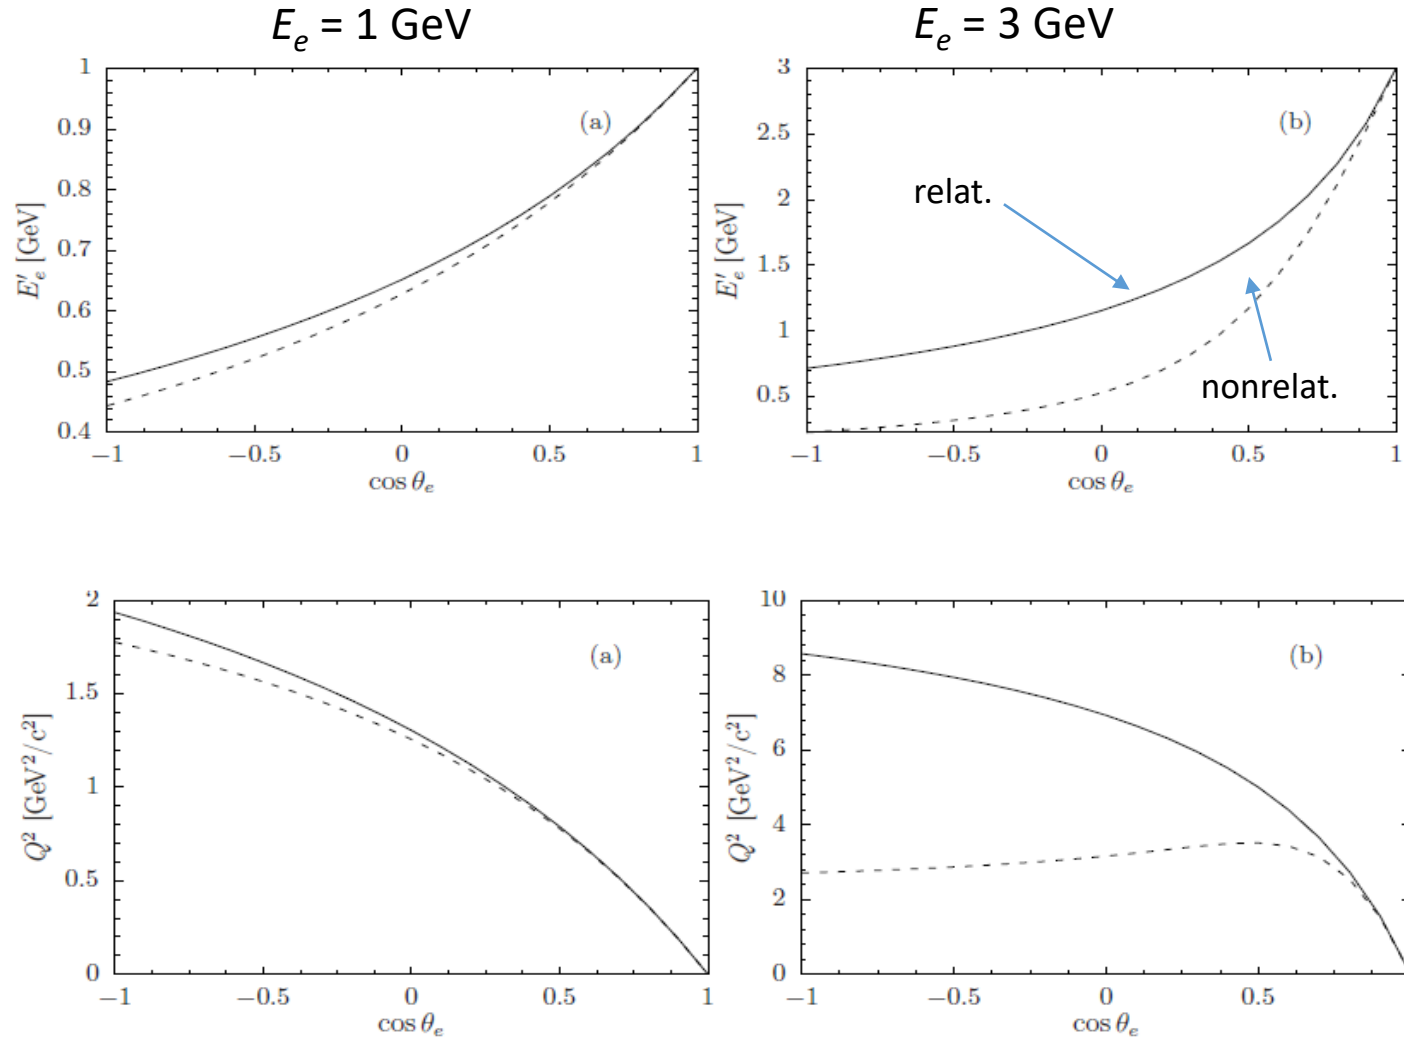 E_e = 1 GeV
E_e = 3 GeV
1
0.9
0.8
0.7
0.6
0.5
0.4
E′_e [GeV]
(a)
−1
−0.5
0
0.5
1
cos θ_e
3
2.5
2
1.5
1
0.5
E′_e [GeV]
(b)
relat.
nonrelat.
−1
−0.5
0
0.5
1
cos θ_e
2
1.5
1
0.5
0
Q² [GeV²/c²]
(a)
−1
−0.5
0
0.5
1
cos θ_e
10
8
6
4
2
0
Q² [GeV²/c²]
(b)
−1
−0.5
0
0.5
cos θ_e